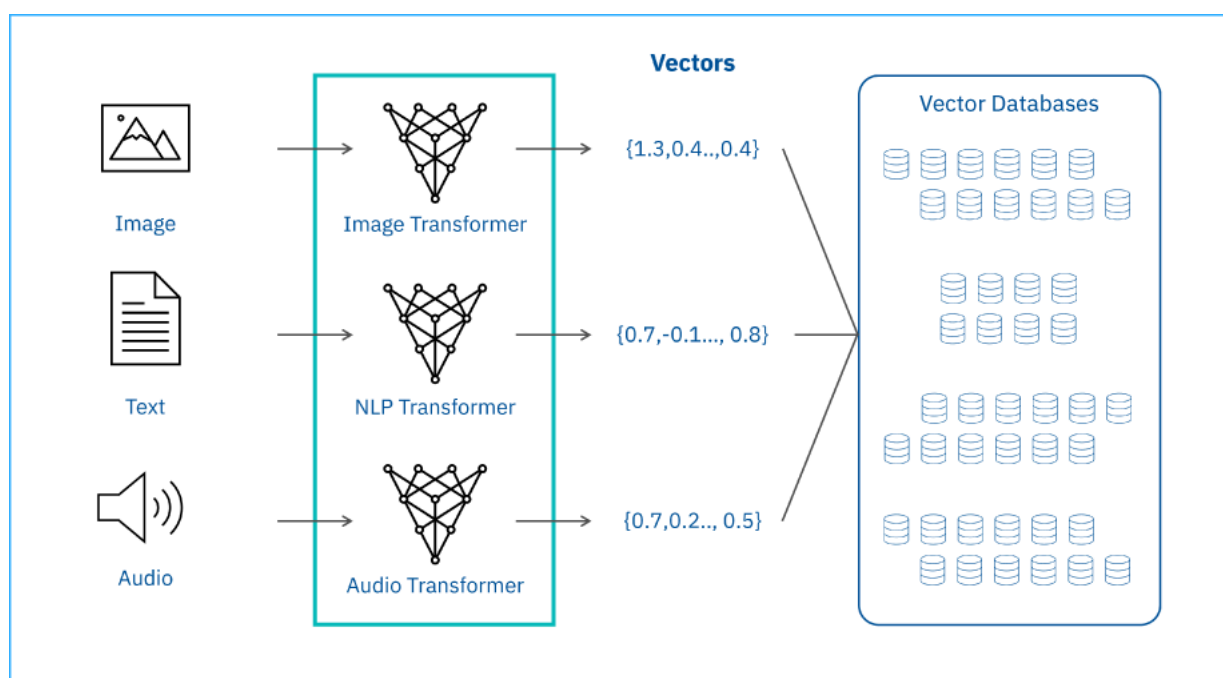 Vectors
Vector Databases
Image
Image Transformer
{1.3,0.4..,0.4}
Text
NLP Transformer
{0.7,-0.1..., 0.8}
Audio
Audio Transformer
{0.7,0.2.., 0.5}